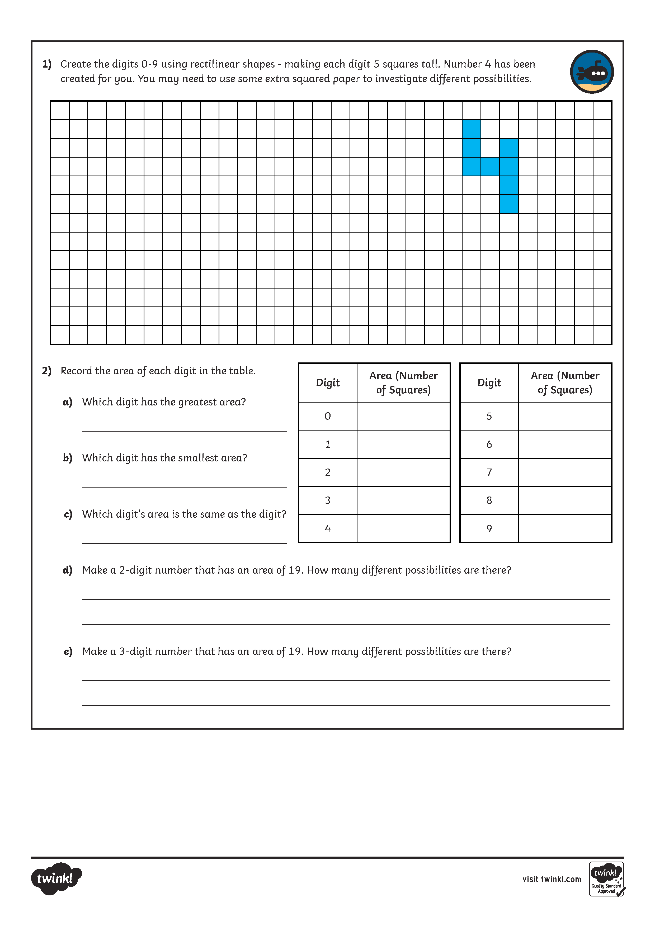 1) Create the digits 0-9 using rectilinear shapes - making each digit 5 squares tall. Number 4 has been
created for you. You may need to use some extra squared paper to investigate different possibilities.
2) Record the area of each digit in the table.
a) Which digit has the greatest area?
b) Which digit has the smallest area?
c) Which digit's area is the same as the digit?
Digit Area (Number of Squares)
0
1
2
3
4
Digit Area (Number of Squares)
5
6
7
8
9
d) Make a 2-digit number that has an area of 19. How many different possibilities are there?
e) Make a 3-digit number that has an area of 19. How many different possibilities are there?
twinkl
visit twinkl.com
twinkl
Quality Standard
Approved